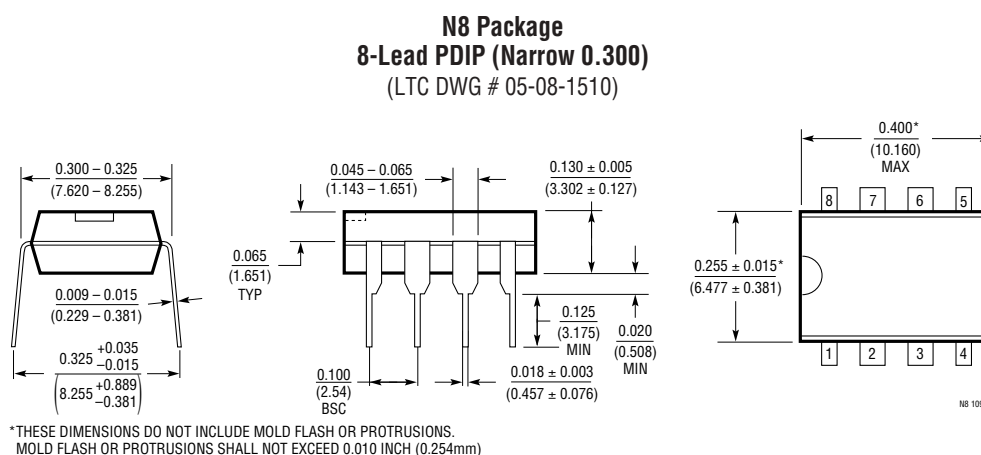 N8 Package
8-Lead PDIP (Narrow 0.300)
(LTC DWG # 05-08-1510)
0.300 – 0.325
(7.620 – 8.255)
0.009 – 0.015
(0.229 – 0.381)
0.325 +0.035
–0.015
(8.255 +0.889
–0.381)
0.045 – 0.065
(1.143 – 1.651)
0.130 ± 0.005
(3.302 ± 0.127)
0.065
(1.651)
TYP
0.125
(3.175)
MIN
0.020
(0.508)
MIN
0.100
(2.54)
BSC
0.018 ± 0.003
(0.457 ± 0.076)
0.400*
(10.160)
MAX
8 7 6 5
0.255 ± 0.015*
(6.477 ± 0.381)
1 2 3 4
N8 109
*THESE DIMENSIONS DO NOT INCLUDE MOLD FLASH OR PROTRUSIONS.
MOLD FLASH OR PROTRUSIONS SHALL NOT EXCEED 0.010 INCH (0.254mm)